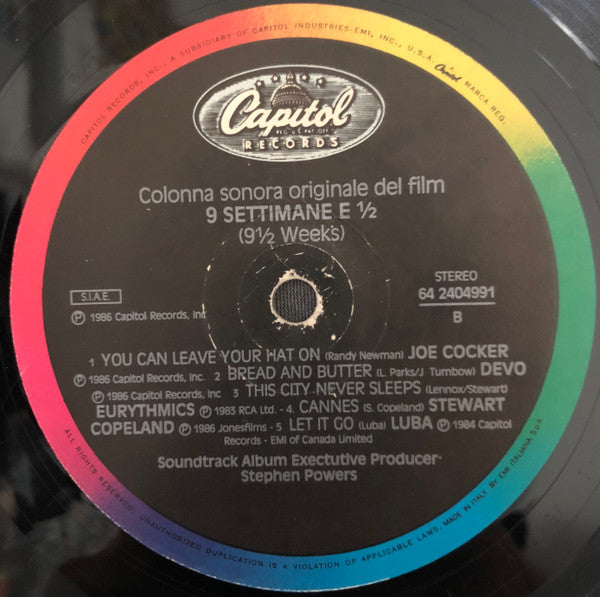 CAPITOL RECORDS, INC., A SUBSIDIARY OF CAPITOL INDUSTRIES-EMI, INC., U.S.A. Capitol MARCA REG.
Capitol
REG. U.S. PAT. OFF.
RECORDS
Colonna sonora originale del film
9 SETTIMANE E ½
(9½ Weeks)
S.I.A.E.
STEREO
64 2404991
B
℗ 1986 Capitol Records, Inc
1 YOU CAN LEAVE YOUR HAT ON (Randy Newman) JOE COCKER
℗ 1986 Capitol Records, Inc. 2 BREAD AND BUTTER (L. Parks/J Turnbow) DEVO
℗ 1986 Capitol Records, Inc 3 THIS CITY NEVER SLEEPS (Lennox/Stewart)
EURYTHMICS ℗ 1983 RCA Ltd. - 4. CANNES (S. Copeland) STEWART
COPELAND ℗ 1986 Jonesfilms - 5 LET IT GO (Luba) LUBA ℗ 1984 Capitol
Records - EMI of Canada Limited
Soundtrack Album Exectutive Producer-
Stephen Powers
ALL RIGHTS RESERVED. UNAUTHORIZED DUPLICATION IS A VIOLATION OF APPLICABLE LAWS. MADE IN ITALY BY EMI ITALIANA S.P.A.